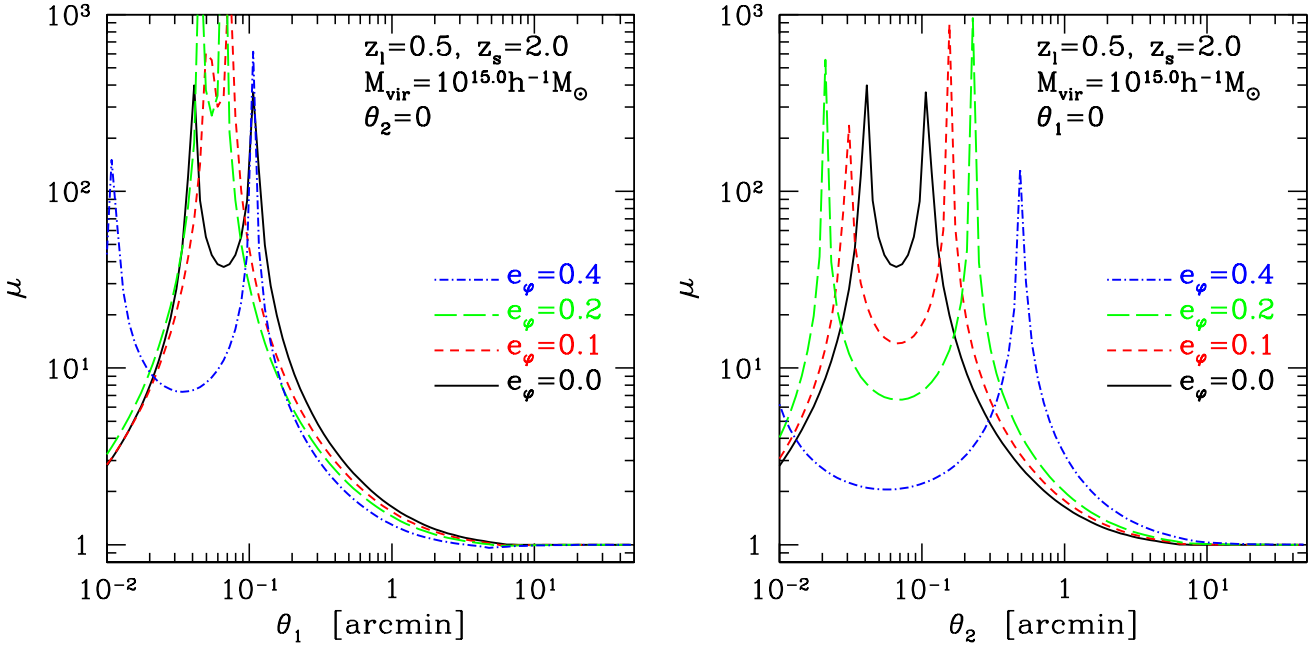 10³
z_l=0.5, z_s=2.0
M_vir=10^15.0h^-1M_⊙
θ₂=0
10²
μ
e_φ=0.4
e_φ=0.2
e_φ=0.1
e_φ=0.0
10¹
1
10⁻² 10⁻¹ 1 10¹
θ₁ [arcmin]
10³
z_l=0.5, z_s=2.0
M_vir=10^15.0h^-1M_⊙
θ₁=0
10²
μ
e_φ=0.4
e_φ=0.2
e_φ=0.1
e_φ=0.0
10¹
1
10⁻² 10⁻¹ 1 10¹
θ₂ [arcmin]